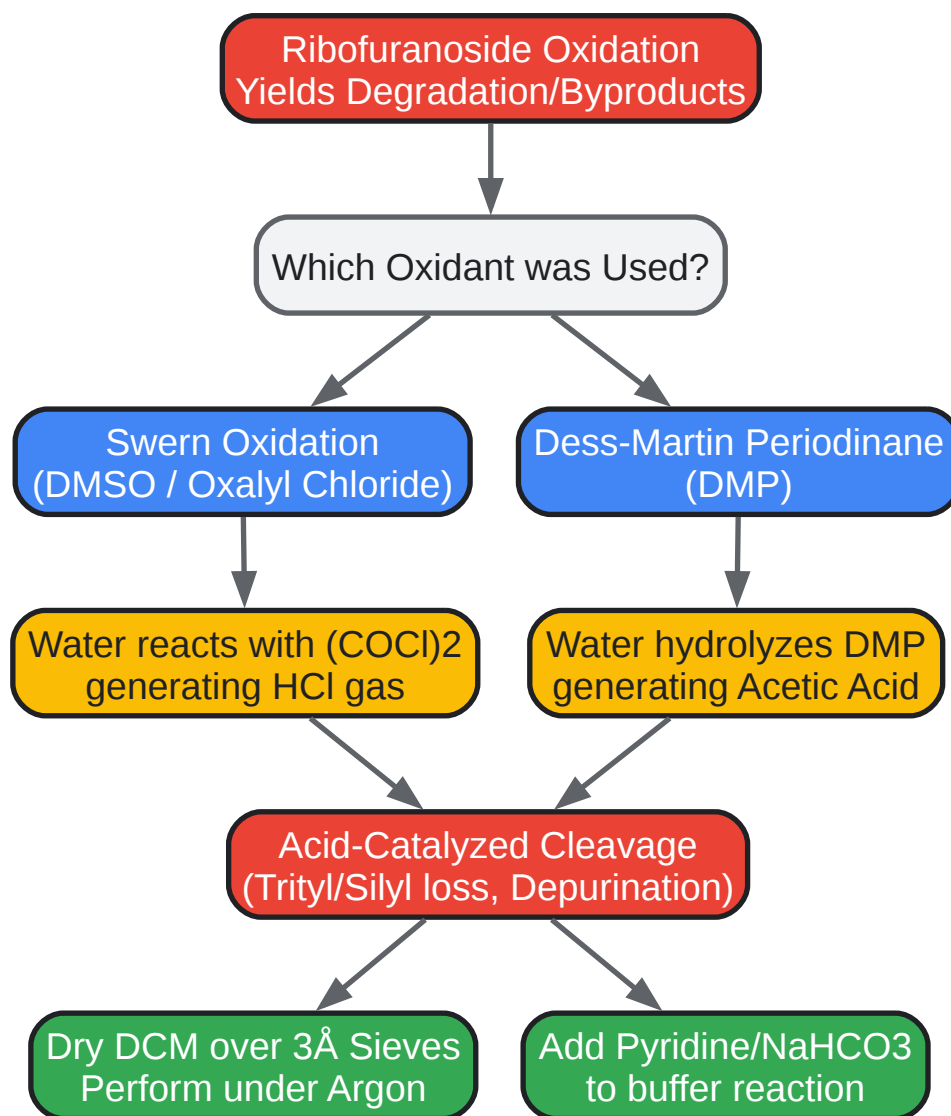 Ribofuranoside Oxidation
Yields Degradation/Byproducts
Which Oxidant was Used?
Swern Oxidation
(DMSO / Oxalyl Chloride)
Dess-Martin Periodinane
(DMP)
Water reacts with (COCl)2
generating HCl gas
Water hydrolyzes DMP
generating Acetic Acid
Acid-Catalyzed Cleavage
(Trityl/Silyl loss, Depurination)
Dry DCM over 3Å Sieves
Perform under Argon
Add Pyridine/NaHCO3
to buffer reaction